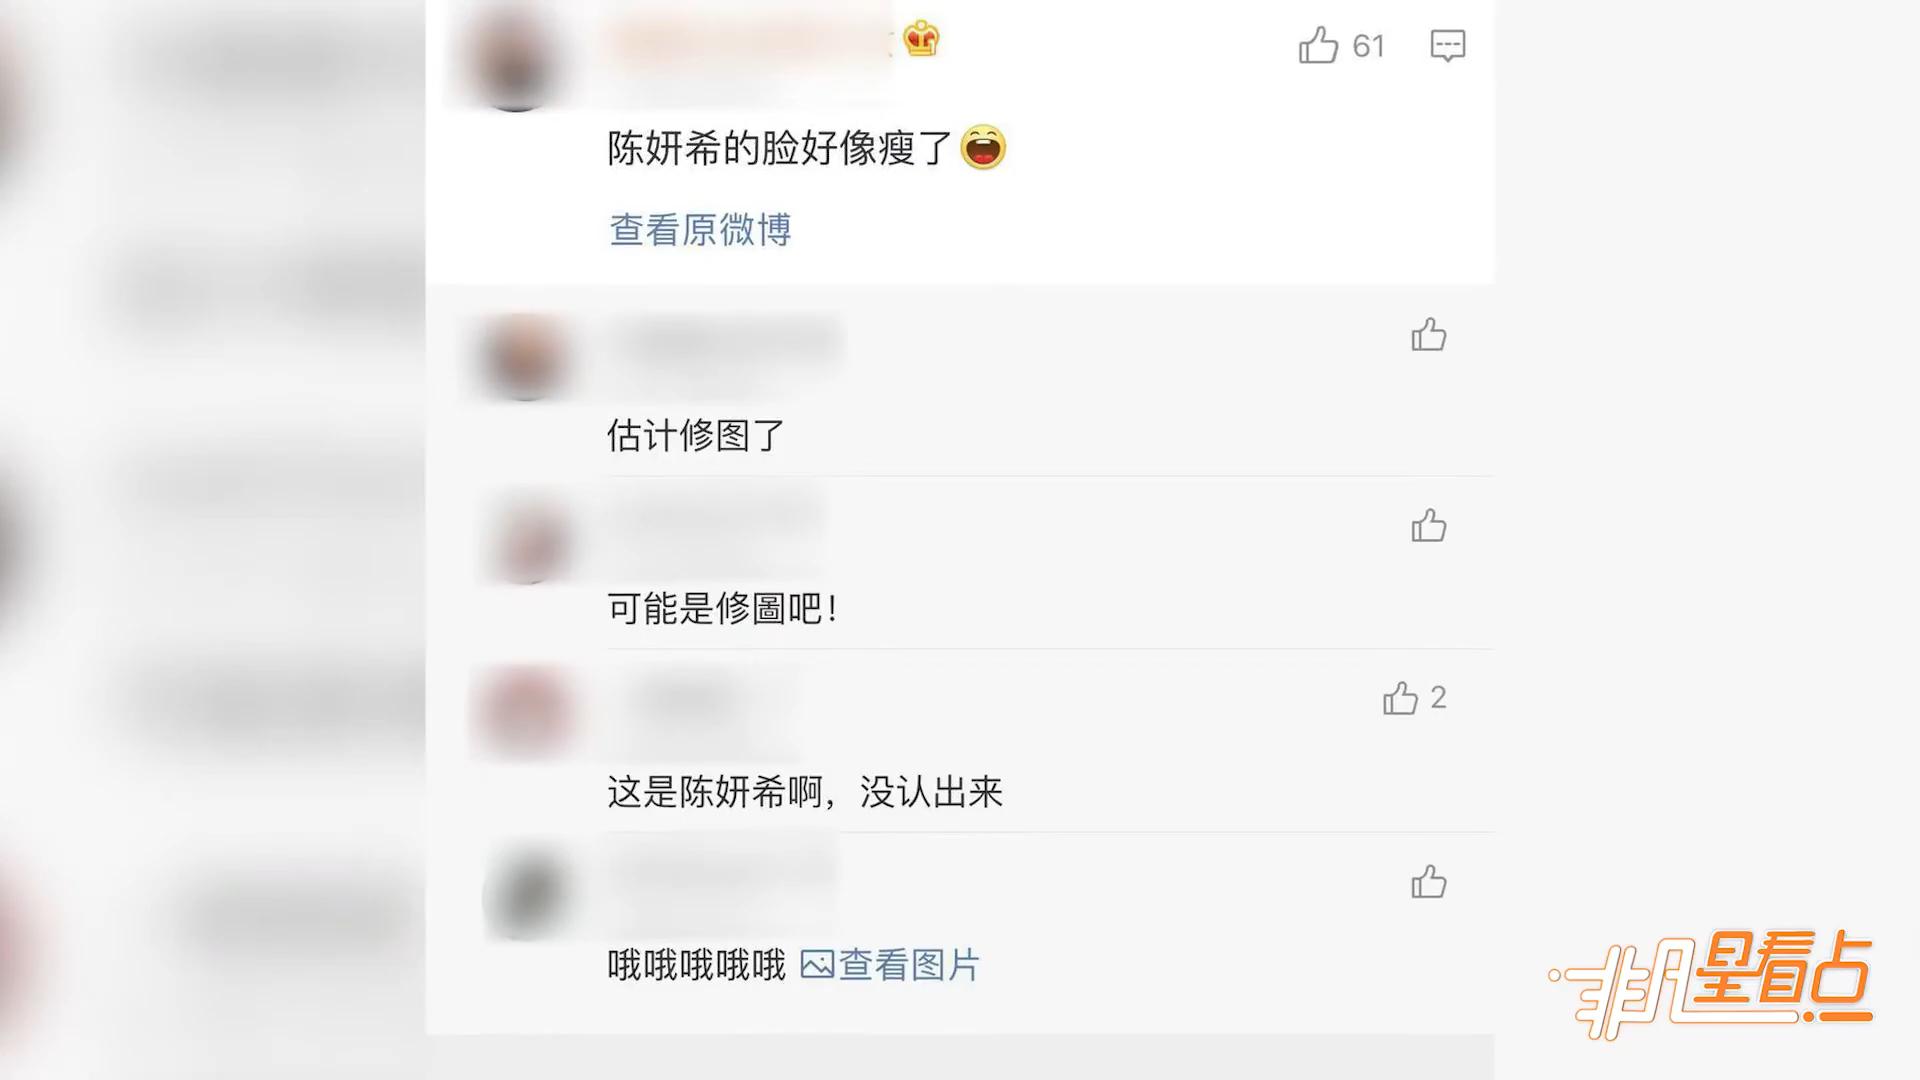 61
陈妍希的脸好像瘦了
查看原微博
估计修图了
可能是修圖吧！
2
这是陈妍希啊，没认出来
哦哦哦哦哦 查看图片
非凡星看点